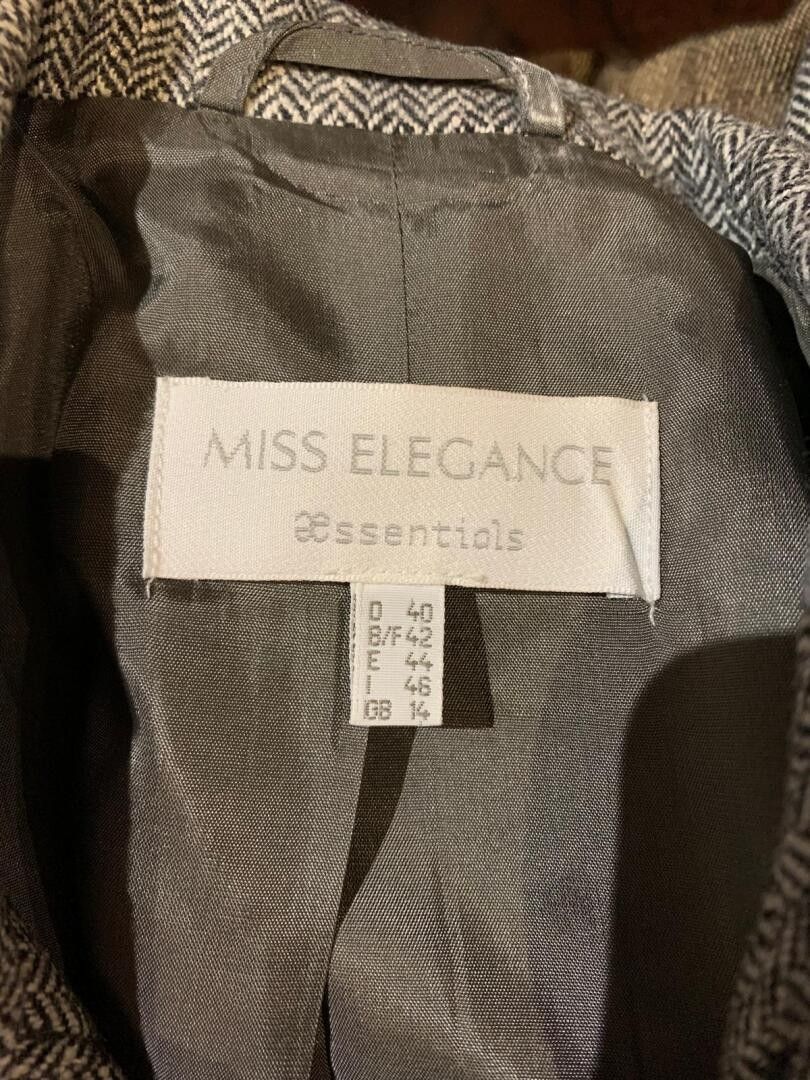 MISS ELEGANCE
æssentials
D 40
B/F 42
E 44
I 46
GB 14